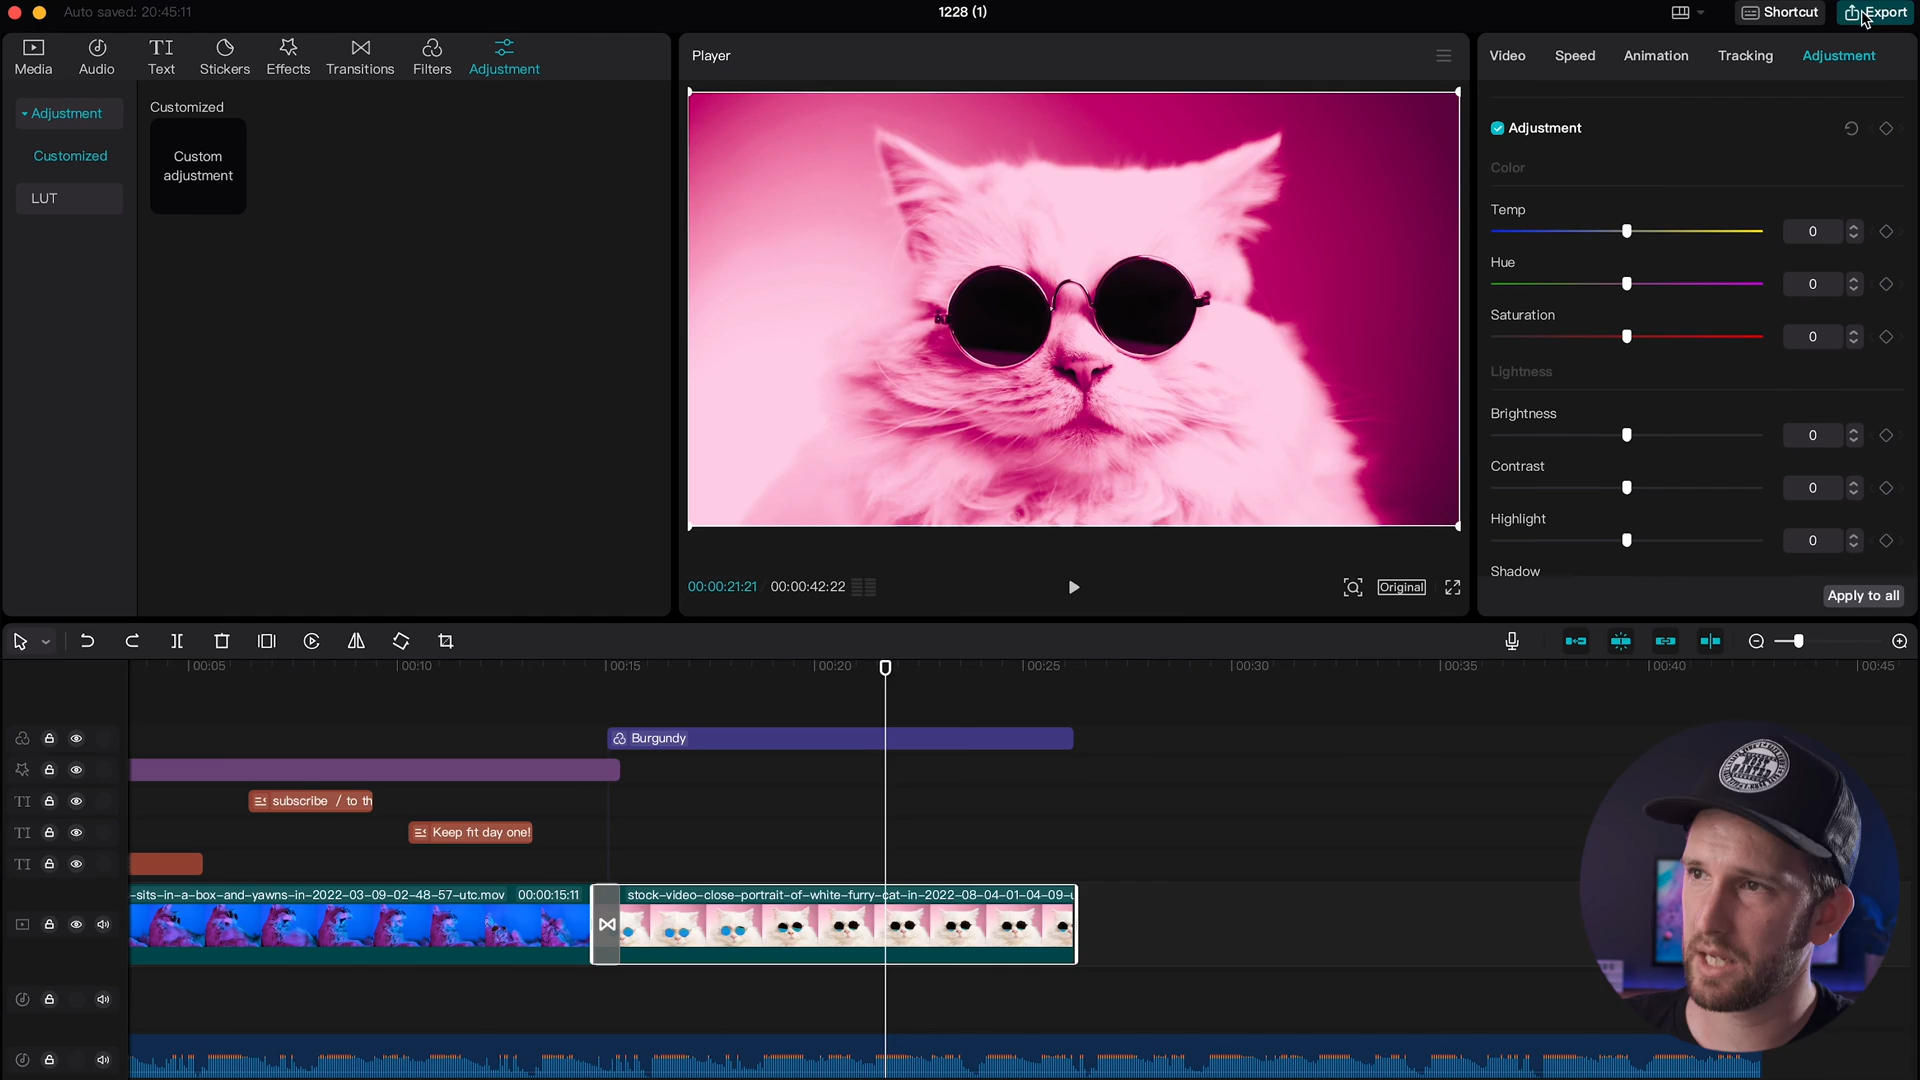 Auto saved: 20:45:11
1228 (1)
Shortcut
Export
Media
Audio
TI
Text
Stickers
Effects
Transitions
Filters
Adjustment
Adjustment
Customized
LUT
Customized
Custom
adjustment
Player
00:00:21:21
00:00:42:22
Original
Video
Speed
Animation
Tracking
Adjustment
Adjustment
Color
Temp
0
Hue
0
Saturation
0
Lightness
Brightness
0
Contrast
0
Highlight
0
Shadow
Apply to all
00:05
00:10
00:15
00:20
00:25
00:30
00:35
00:40
00:45
Burgundy
TI
subscribe / to th
TI
Keep fit day one!
TI
-sits-in-a-box-and-yawns-in-2022-03-09-02-48-57-utc.mov
00:00:15:11
stock-video-close-portrait-of-white-furry-cat-in-2022-08-04-01-04-09-u